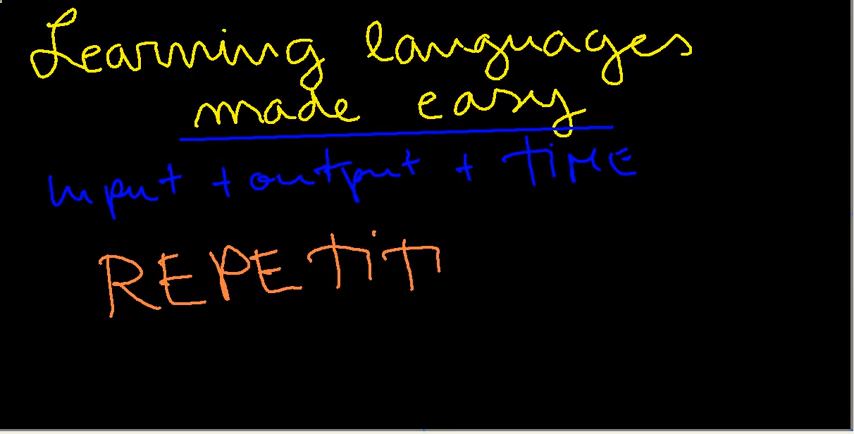 Learning languages
made easy
input + output + TiME
REPETiTi